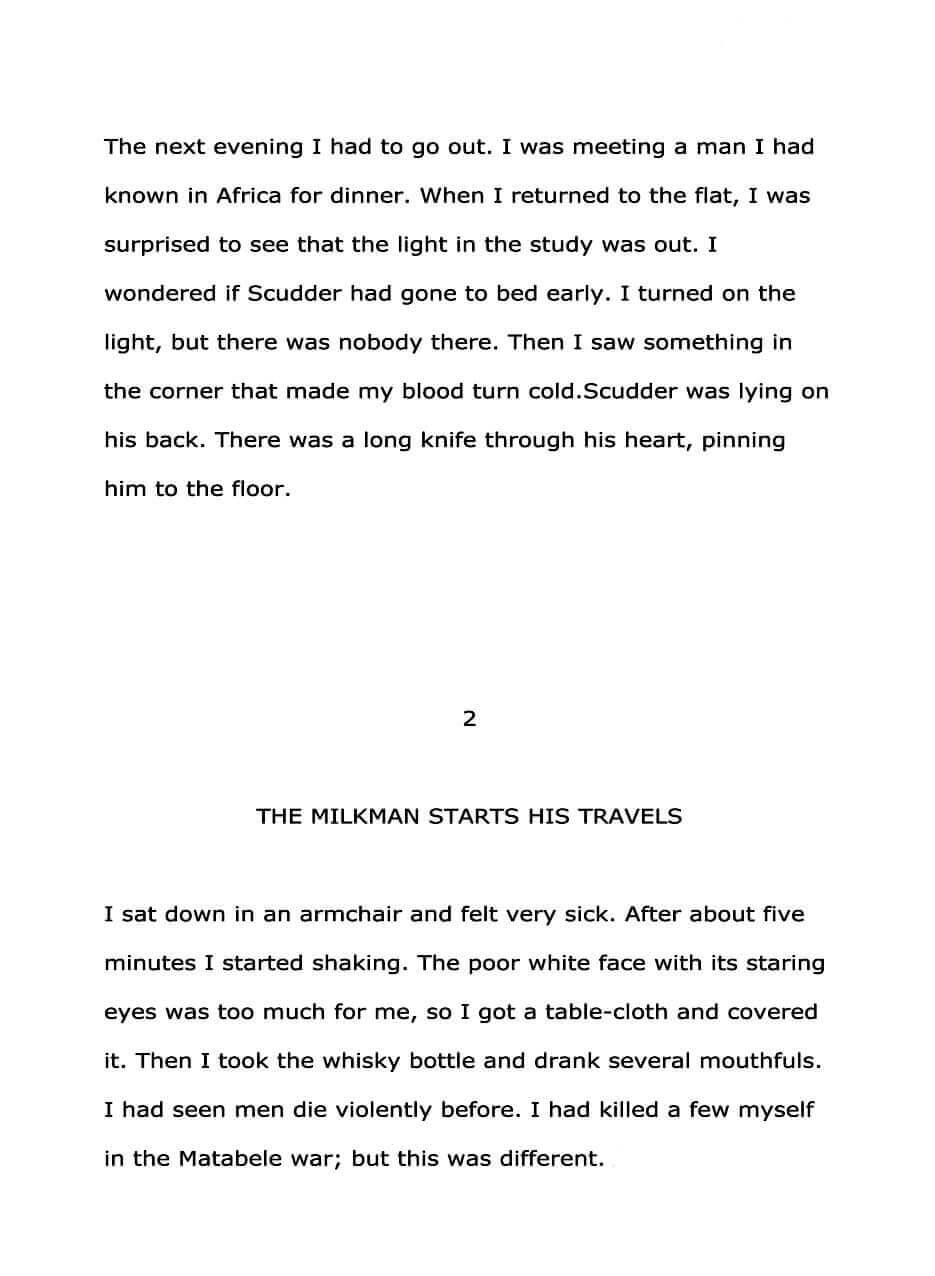 The next evening I had to go out. I was meeting a man I had
known in Africa for dinner. When I returned to the flat, I was
surprised to see that the light in the study was out. I
wondered if Scudder had gone to bed early. I turned on the
light, but there was nobody there. Then I saw something in
the corner that made my blood turn cold.Scudder was lying on
his back. There was a long knife through his heart, pinning
him to the floor.
2
THE MILKMAN STARTS HIS TRAVELS
I sat down in an armchair and felt very sick. After about five
minutes I started shaking. The poor white face with its staring
eyes was too much for me, so I got a table-cloth and covered
it. Then I took the whisky bottle and drank several mouthfuls.
I had seen men die violently before. I had killed a few myself
in the Matabele war; but this was different.